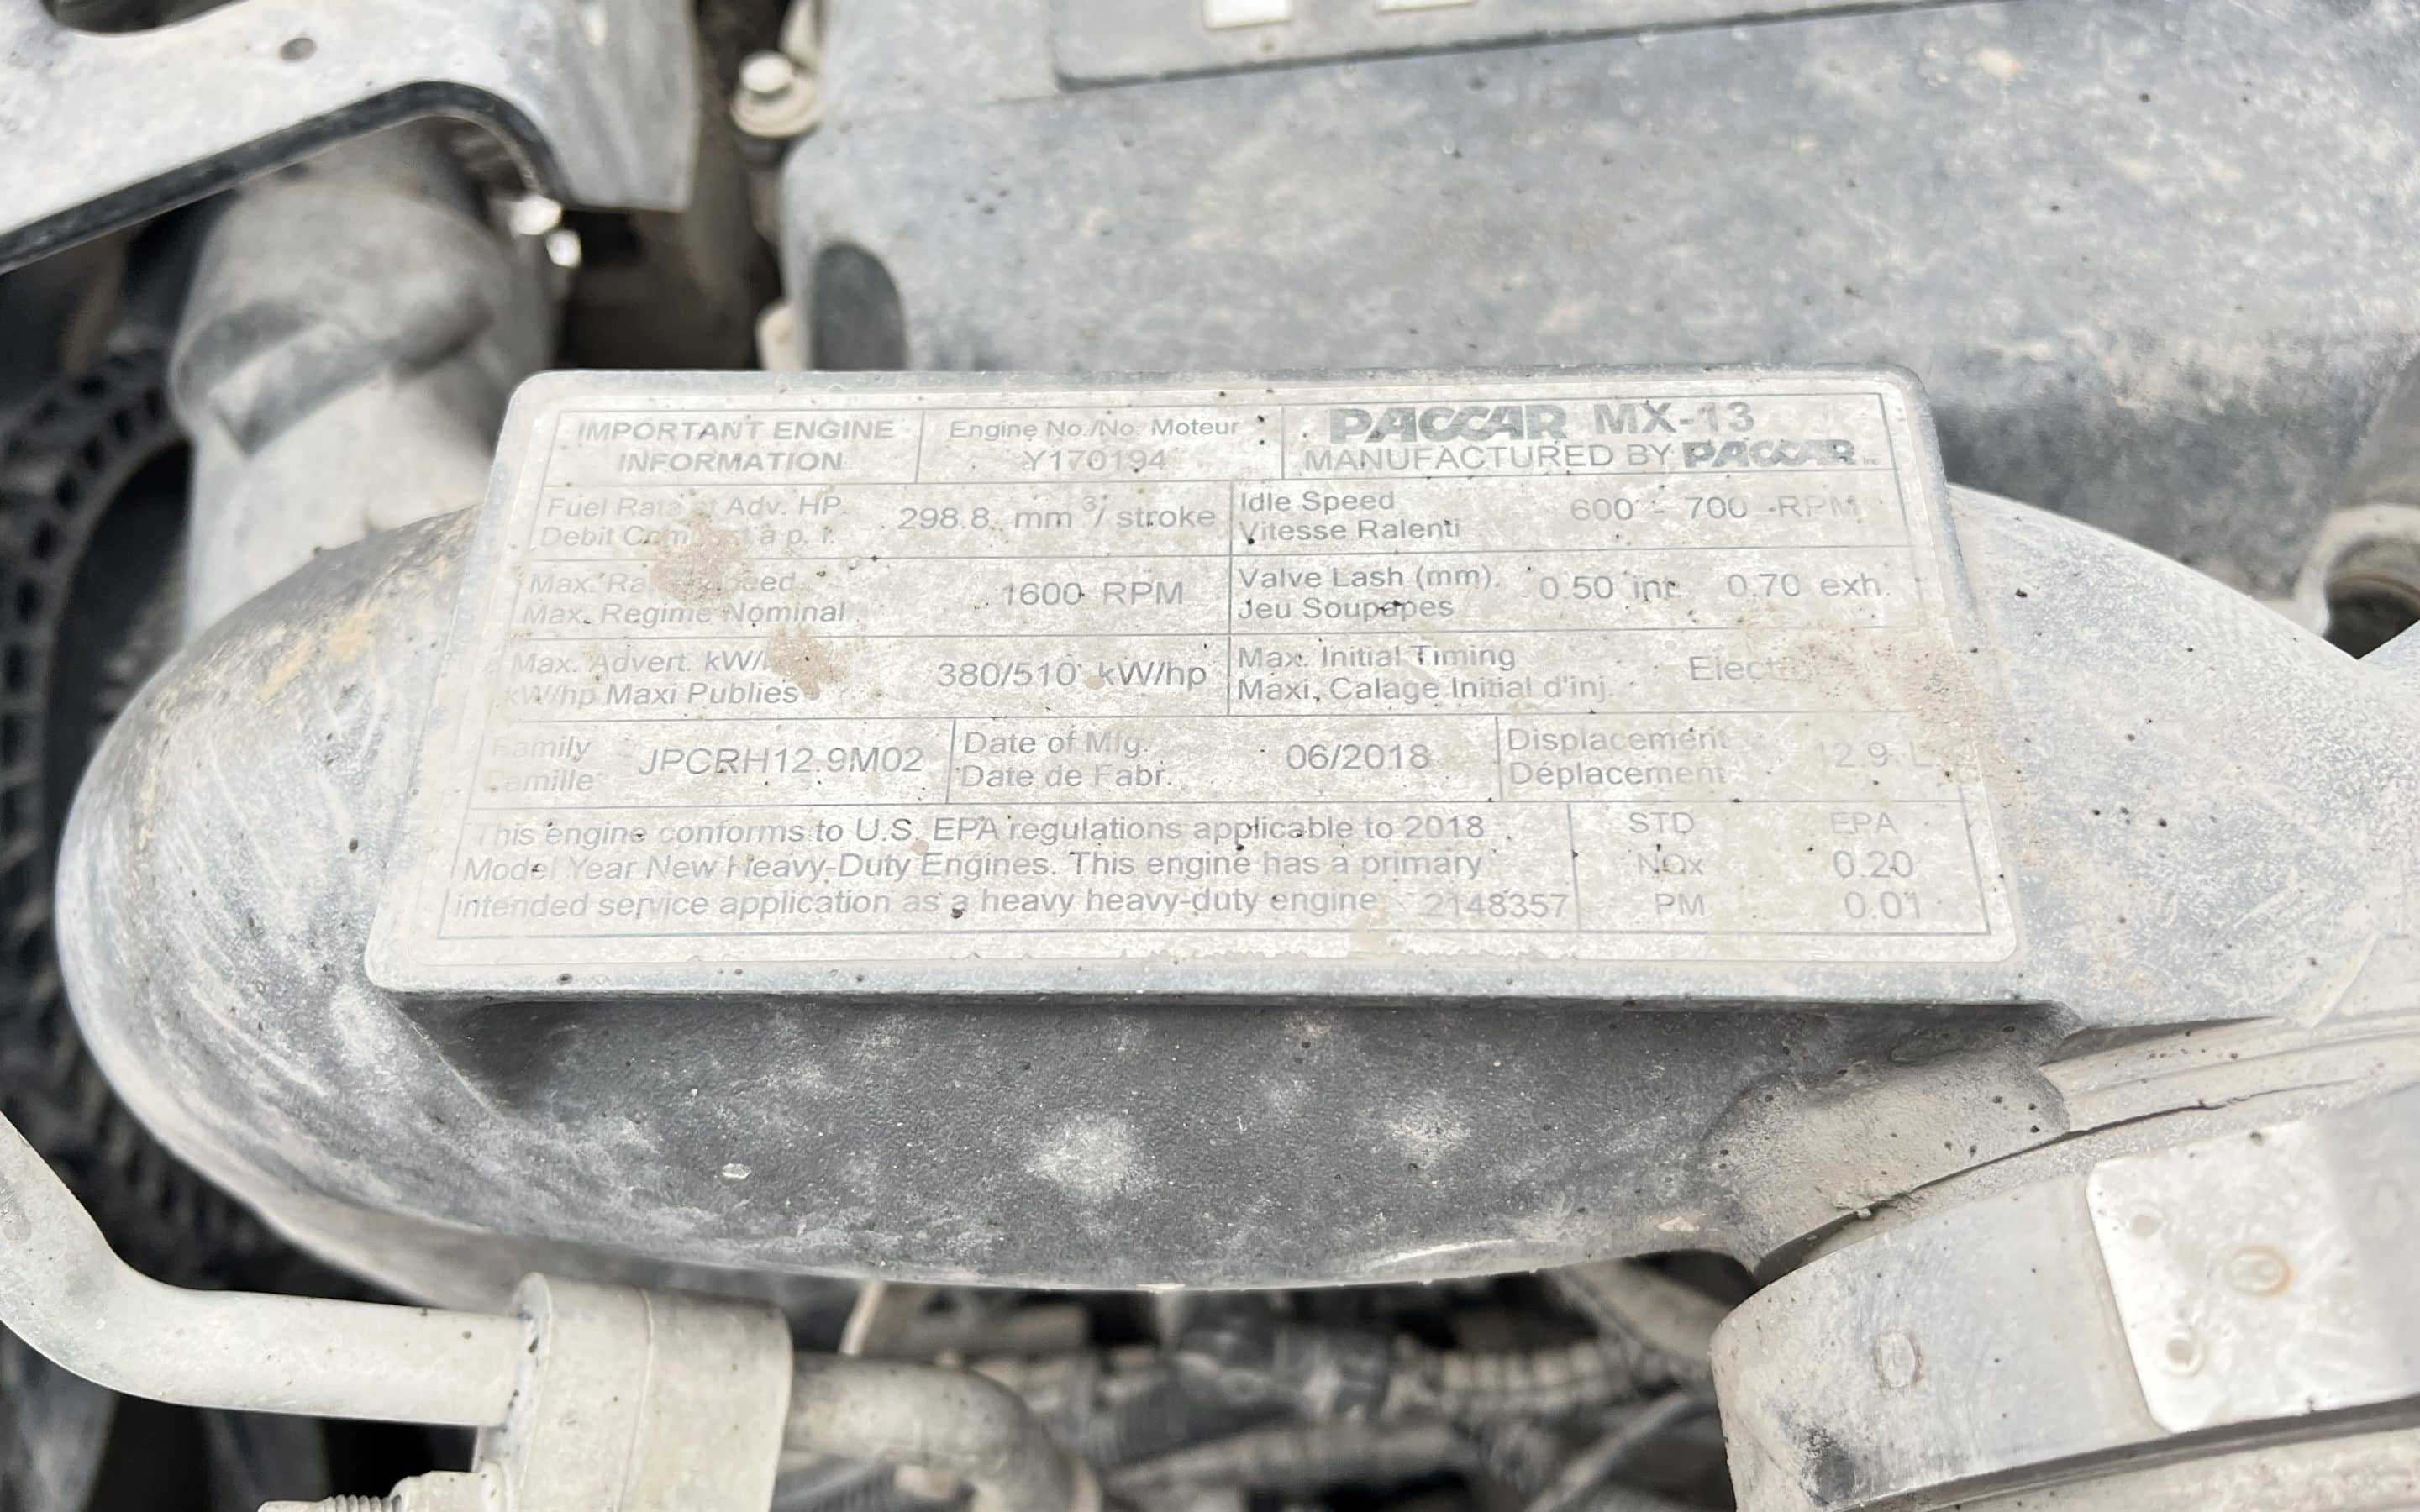 IMPORTANT ENGINE
INFORMATION
Engine No./No. Moteur
Y170194
PACCAR MX-13
MANUFACTURED BY PACCAR
Fuel Rate Adv. HP.
Debit à p. r.
298.8 mm³/ stroke
Idle Speed
Vitesse Ralenti
600 - 700 RPM
Max. Speed
Max. Regime Nominal
1600 RPM
Valve Lash (mm).
Jeu Soupapes
0.50 int. 0.70 exh.
Max. Advert.
kW/hp Maxi Publies
380/510 kW/hp
Max. Initial Timing
Maxi. Calage Initial d'inj.
Family
Famille
JPCRH12.9M02
Date of Mfg.
Date de Fabr.
06/2018
Displacement
Déplacement
12.9 L
This engine conforms to U.S. EPA regulations applicable to 2018
Model Year New Heavy-Duty Engines. This engine has a primary
intended service application as a heavy heavy-duty engine. 2148357
STD EPA
NOx 0.20
PM 0.01